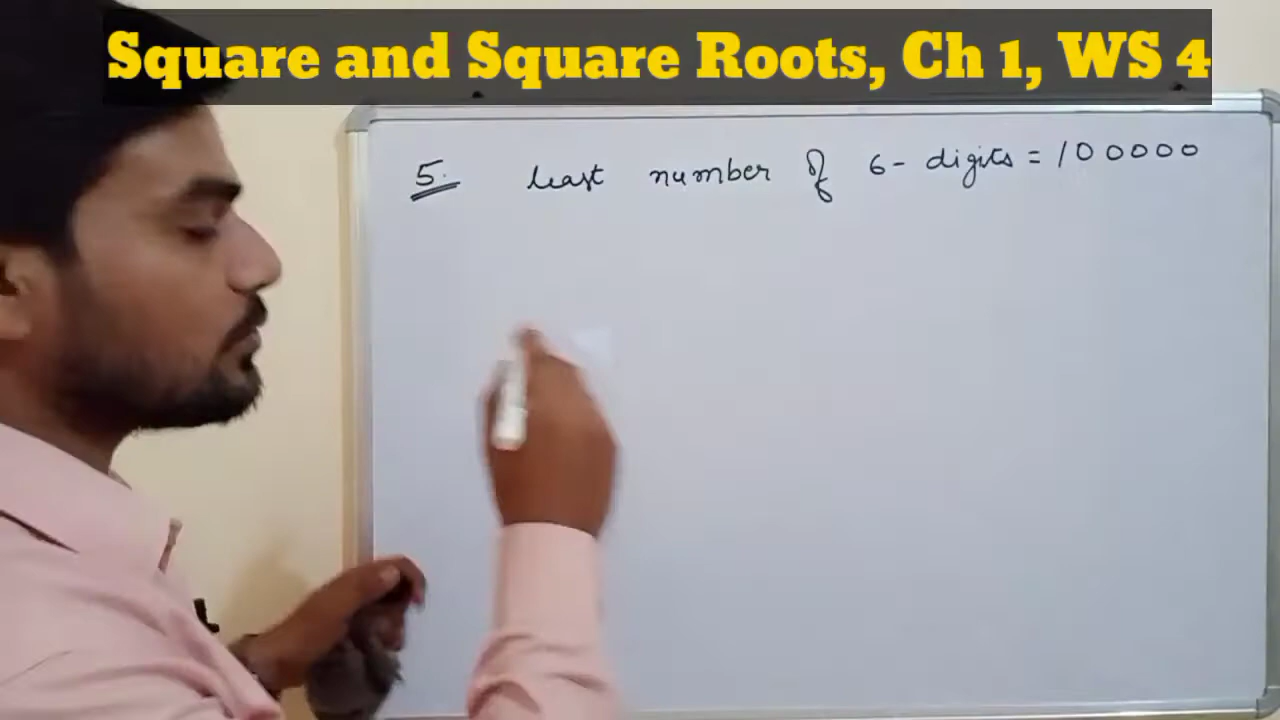 Square and Square Roots, Ch 1, WS 4
5. least number of 6- digits = 100000